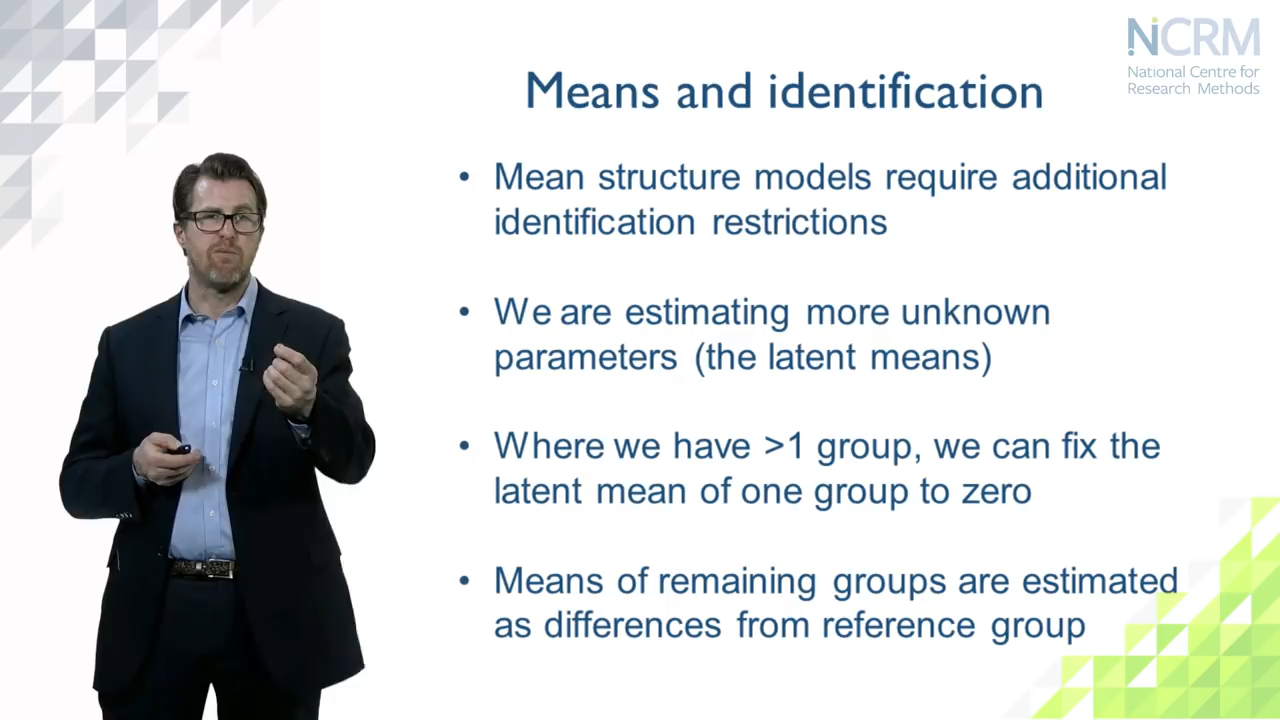 NCRM
National Centre for
Research Methods
Means and identification
• Mean structure models require additional
identification restrictions
• We are estimating more unknown
parameters (the latent means)
• Where we have >1 group, we can fix the
latent mean of one group to zero
• Means of remaining groups are estimated
as differences from reference group